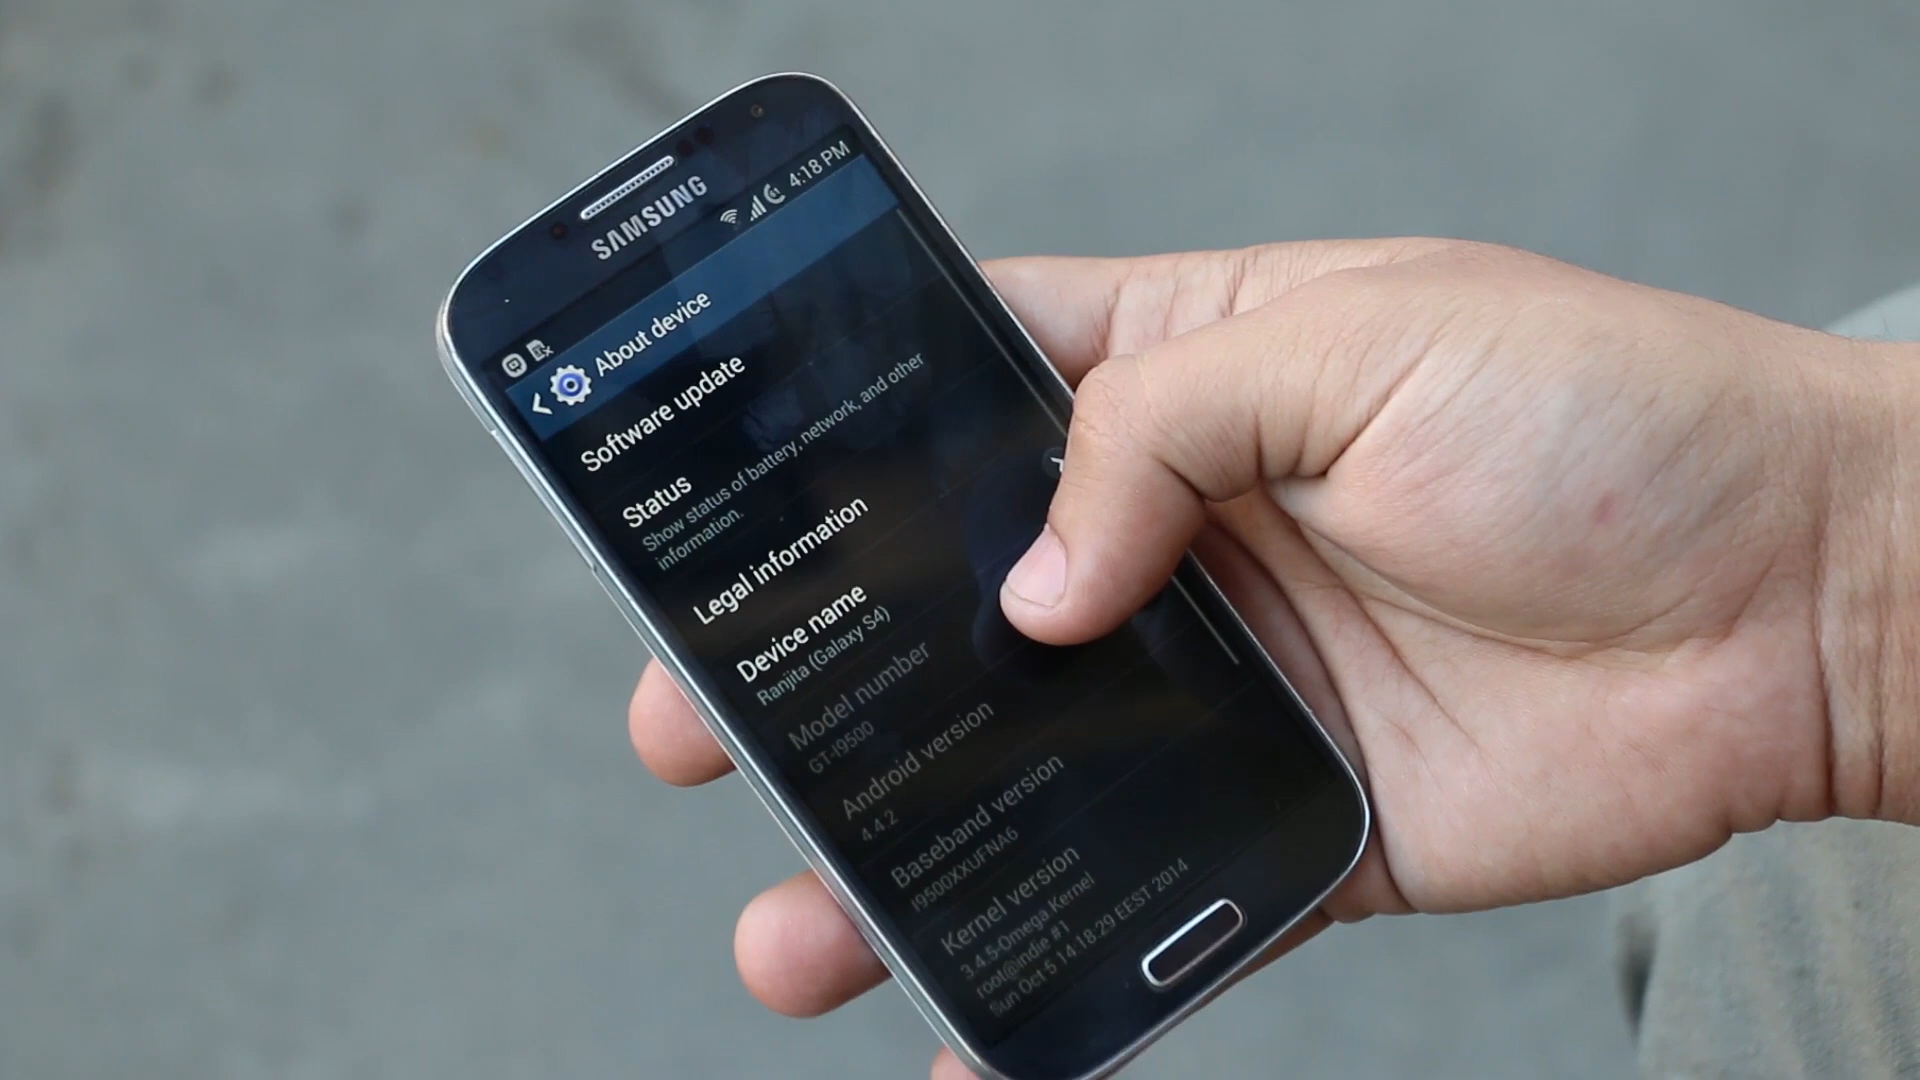 SAMSUNG
4:18 PM
About device
Software update
Status
Show status of battery, network, and other
information.
Legal information
Device name
Ranjita (Galaxy S4)
Model number
GT-I9500
Android version
4.4.2
Baseband version
I9500XXUFNA6
Kernel version
3.4.5-Omega Kernel
root@indie #1
Sun Oct 5 14:18:29 EEST 2014